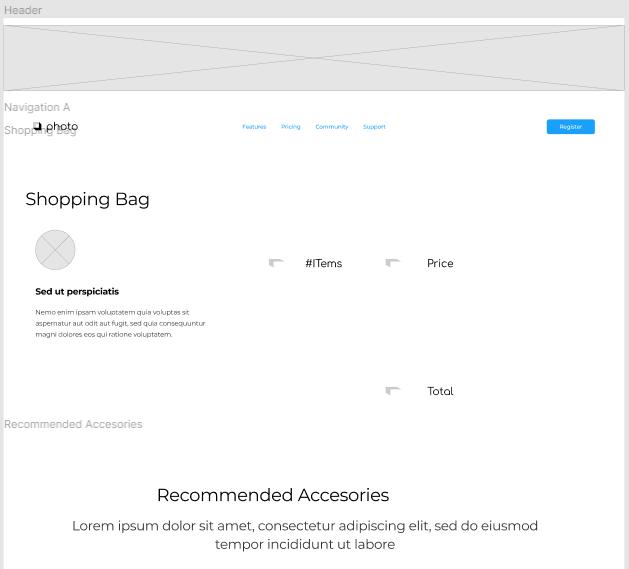 Header
Navigation A
photo
Features
Pricing
Community
Support
Register
Shopping Bag
Shopping Bag
Sed ut perspiciatis
Nemo enim ipsam voluptatem quia voluptas sit
aspernatur aut odit aut fugit, sed quia consequuntur
magni dolores eos qui ratione voluptatem.
#ITems
Price
Total
Recommended Accesories
Recommended Accesories
Lorem ipsum dolor sit amet, consectetur adipiscing elit, sed do eiusmod
tempor incididunt ut labore